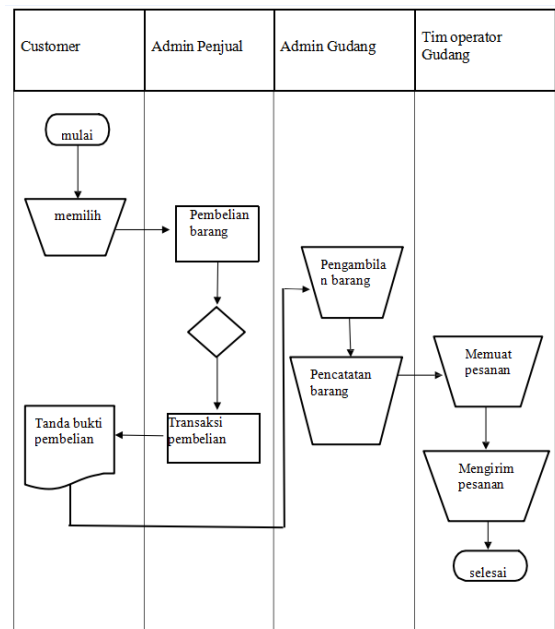 Customer
Admin Penjual
Admin Gudang
Tim operator
Gudang
mulai
memilih
Pembelian
barang
Pengambila
n barang
Pencatatan
barang
Memuat
pesanan
Tanda bukti
pembelian
Transaksi
pembelian
Mengirim
pesanan
selesai